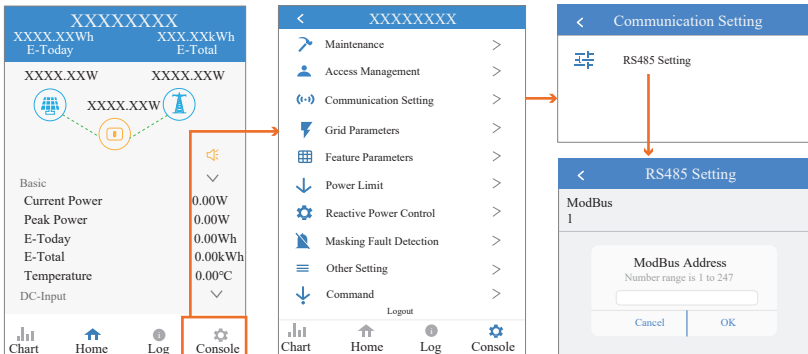 XXXXXXXX
XXXX.XXWh XXX.XXkWh
E-Today E-Total
XXXX.XXW XXXX.XXW
XXXX.XXW
Basic
Current Power 0.00W
Peak Power 0.00W
E-Today 0.00Wh
E-Total 0.00kWh
Temperature 0.00°C
DC-Input
Chart Home Log Console
XXXXXXXX
Maintenance
Access Management
Communication Setting
Grid Parameters
Feature Parameters
Power Limit
Reactive Power Control
Masking Fault Detection
Other Setting
Command
Logout
Chart Home Log Console
Communication Setting
RS485 Setting
RS485 Setting
ModBus
1
ModBus Address
Number range is 1 to 247
Cancel OK